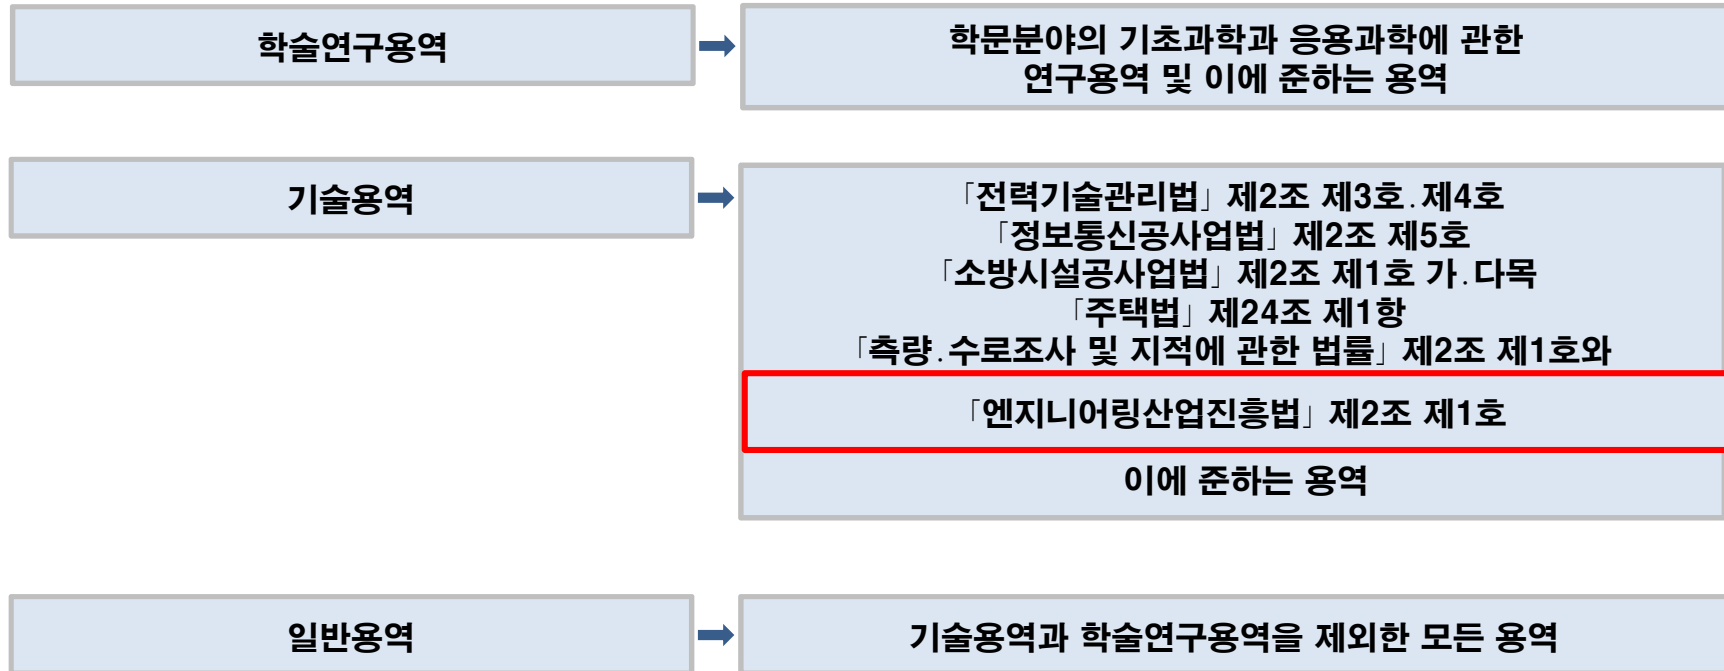 학술연구용역
학문분야의 기초과학과 응용과학에 관한
연구용역 및 이에 준하는 용역
기술용역
「전력기술관리법」 제2조 제3호.제4호
「정보통신공사업법」 제2조 제5호
「소방시설공사업법」 제2조 제1호 가.다목
「주택법」 제24조 제1항
「측량.수로조사 및 지적에 관한 법률」 제2조 제1호와
「엔지니어링산업진흥법」 제2조 제1호
이에 준하는 용역
일반용역
기술용역과 학술연구용역을 제외한 모든 용역